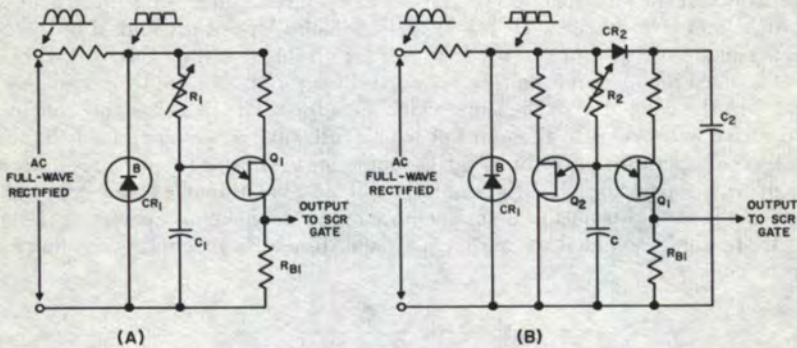 R1
Q1
AC
FULL-WAVE
RECTIFIED
B
CR1
C1
OUTPUT
TO SCR
GATE
RB1
(A)
CR2
R2
C2
AC
FULL-WAVE
RECTIFIED
B
CR1
Q2
Q1
C
OUTPUT
TO SCR
GATE
RB1
(B)